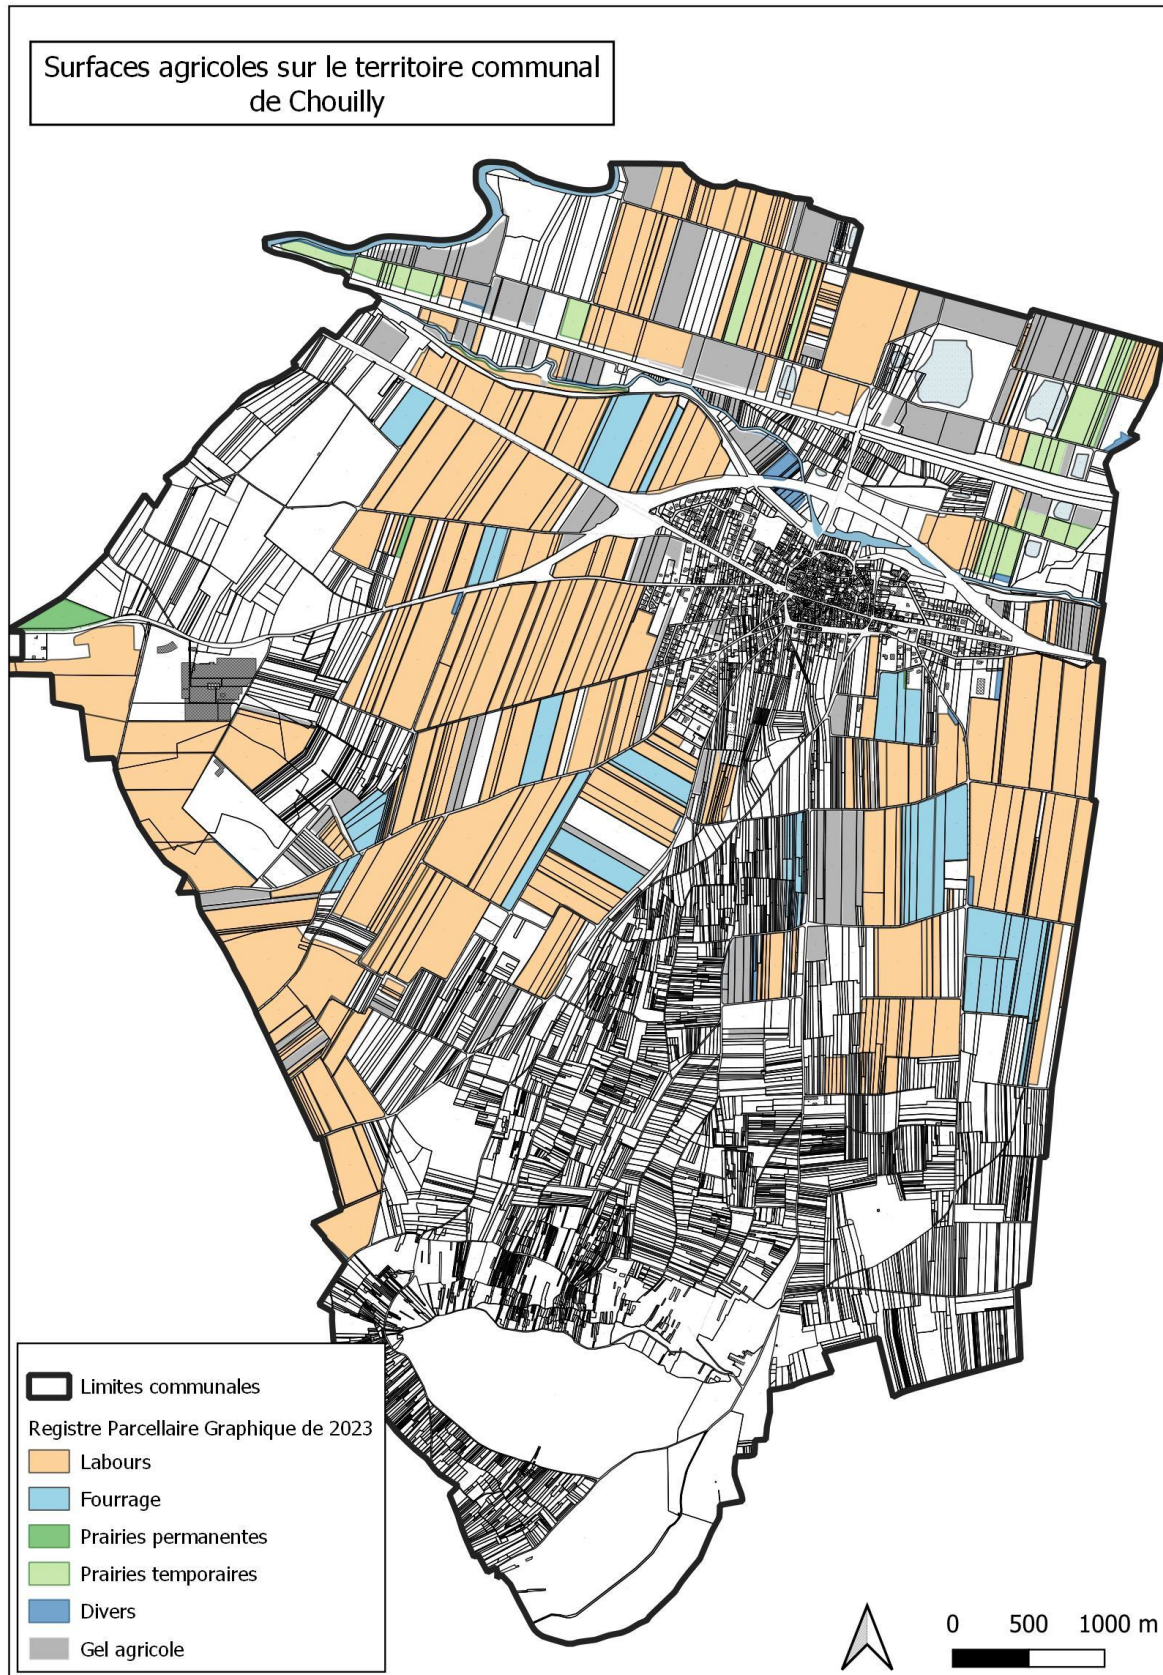 Surfaces agricoles sur le territoire communal
de Chouilly
Limites communales
Registre Parcellaire Graphique de 2023
Labours
Fourrage
Prairies permanentes
Prairies temporaires
Divers
Gel agricole
0 500 1000 m